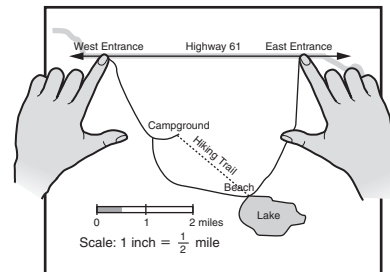 West Entrance Highway 61 East Entrance
Campground
Hiking Trail
Beach
Lake
0 1 2 miles
Scale: 1 inch = 1/2 mile